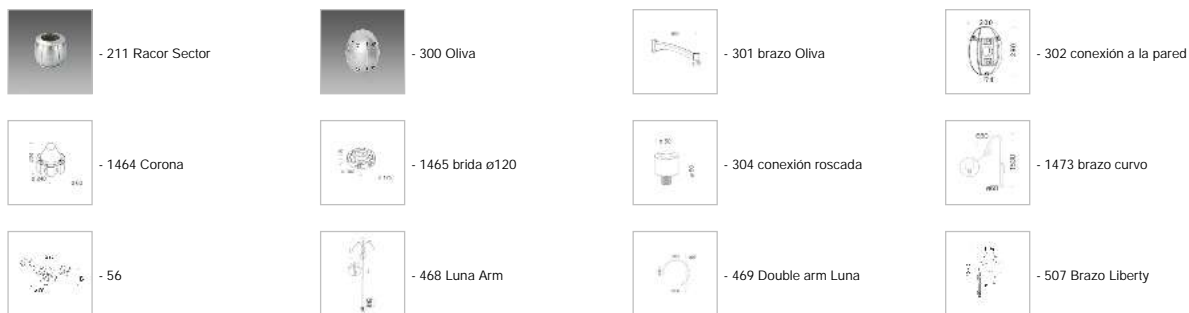 - 211 Racor Sector
- 300 Oliva
- 301 brazo Oliva
- 302 conexión a la pared
- 1464 Corona
- 1465 brida ø120
- 304 conexión roscada
- 1473 brazo curvo
- 56
- 468 Luna Arm
- 469 Double arm Luna
- 507 Brazo Liberty